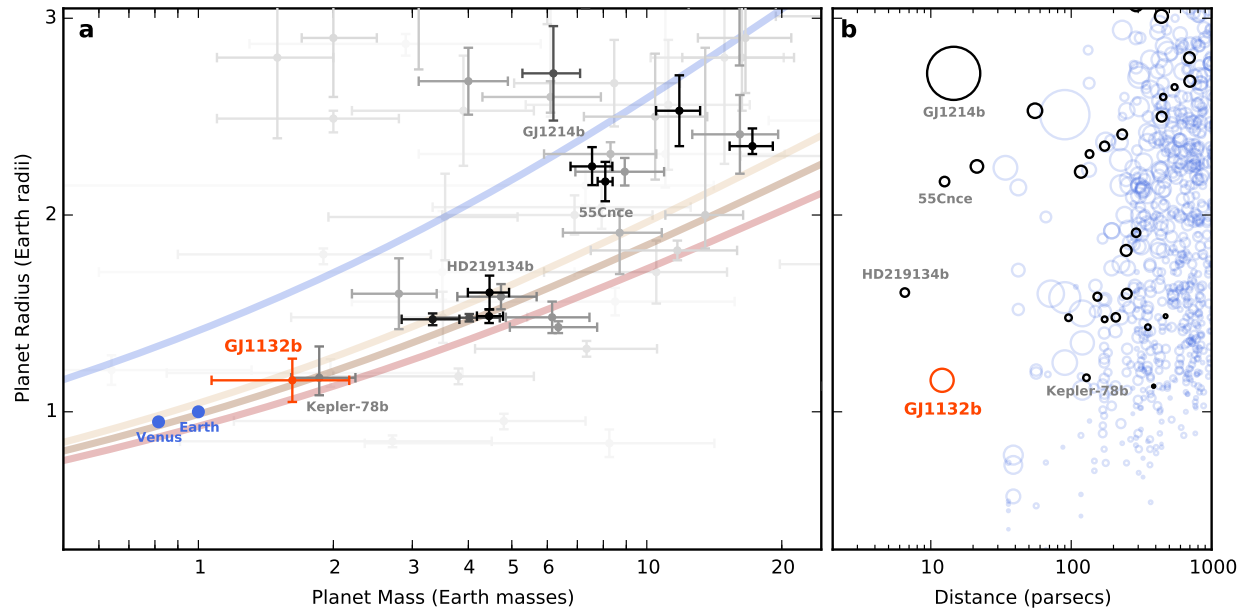 a
3
2
1
Planet Radius (Earth radii)
GJ1214b
55Cnce
HD219134b
GJ1132b
Kepler-78b
Venus
Earth
1
2
3
4
5
6
10
20
Planet Mass (Earth masses)
b
GJ1214b
55Cnce
HD219134b
Kepler-78b
GJ1132b
10
100
1000
Distance (parsecs)